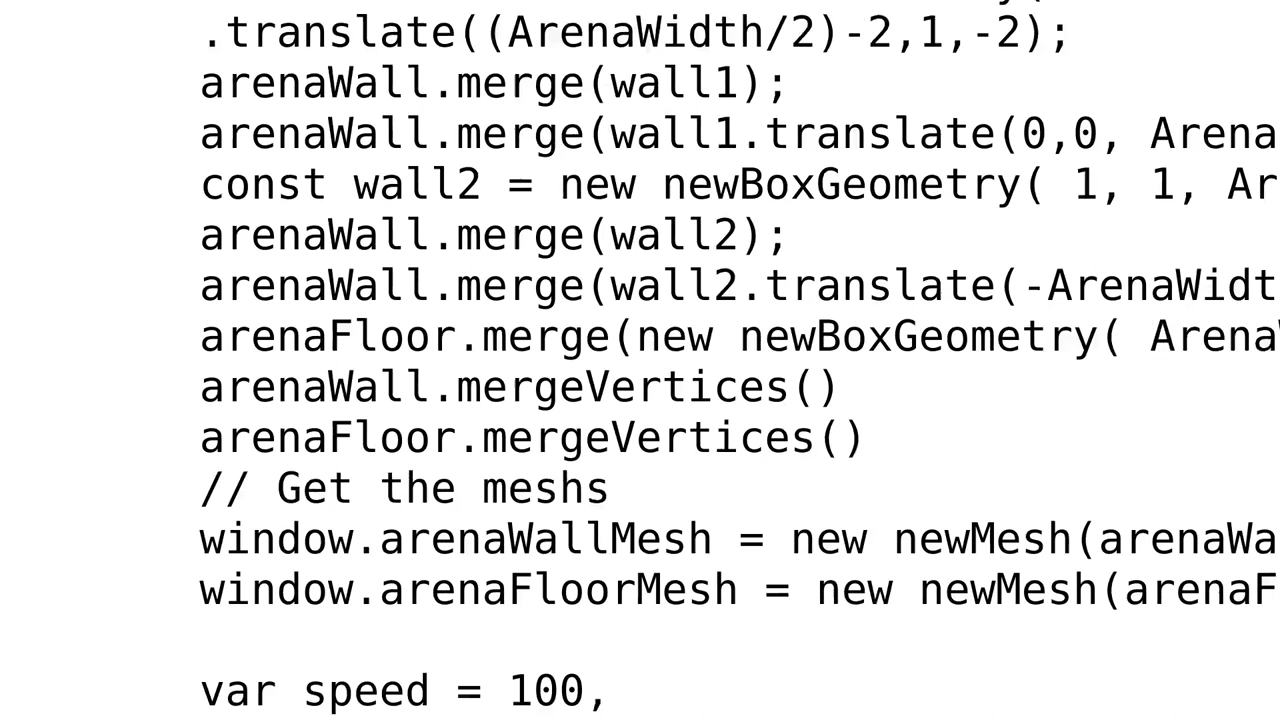 .translate((ArenaWidth/2)-2,1,-2);
arenaWall.merge(wall1);
arenaWall.merge(wall1.translate(0,0, Arena
const wall2 = new newBoxGeometry( 1, 1, Ar
arenaWall.merge(wall2);
arenaWall.merge(wall2.translate(-ArenaWidt
arenaFloor.merge(new newBoxGeometry( Arena
arenaWall.mergeVertices()
arenaFloor.mergeVertices()
// Get the meshs
window.arenaWallMesh = new newMesh(arenaWa
window.arenaFloorMesh = new newMesh(arenaF
var speed = 100,